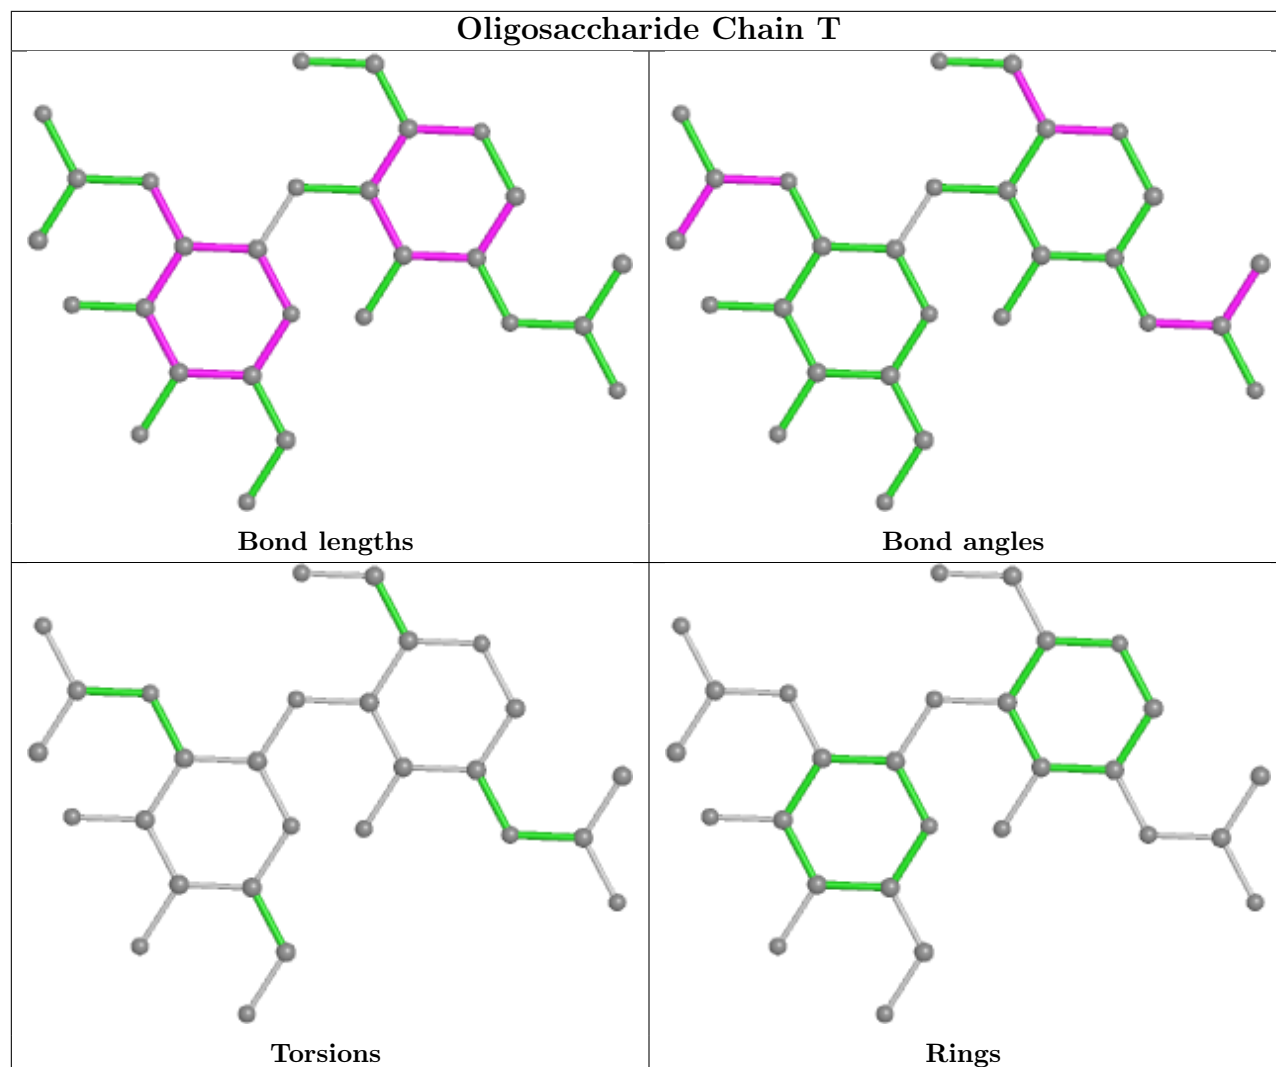 Oligosaccharide Chain T
Bond lengths
Bond angles
Torsions
Rings